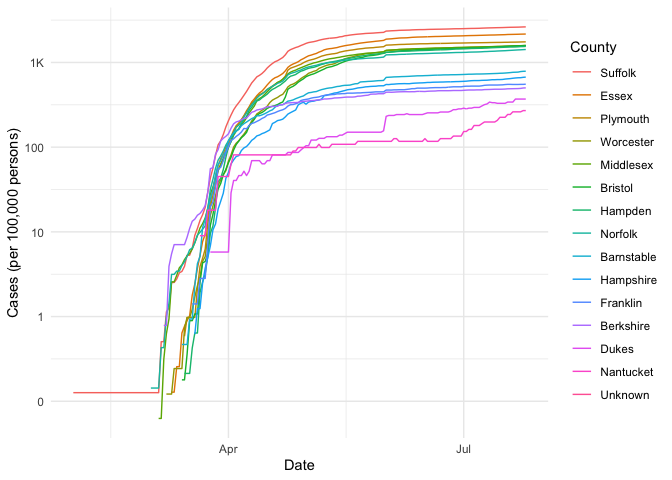 Cases (per 100,000 persons)
1K
100
10
1
0
Apr
Jul
Date
County
Suffolk
Essex
Plymouth
Worcester
Middlesex
Bristol
Hampden
Norfolk
Barnstable
Hampshire
Franklin
Berkshire
Dukes
Nantucket
Unknown